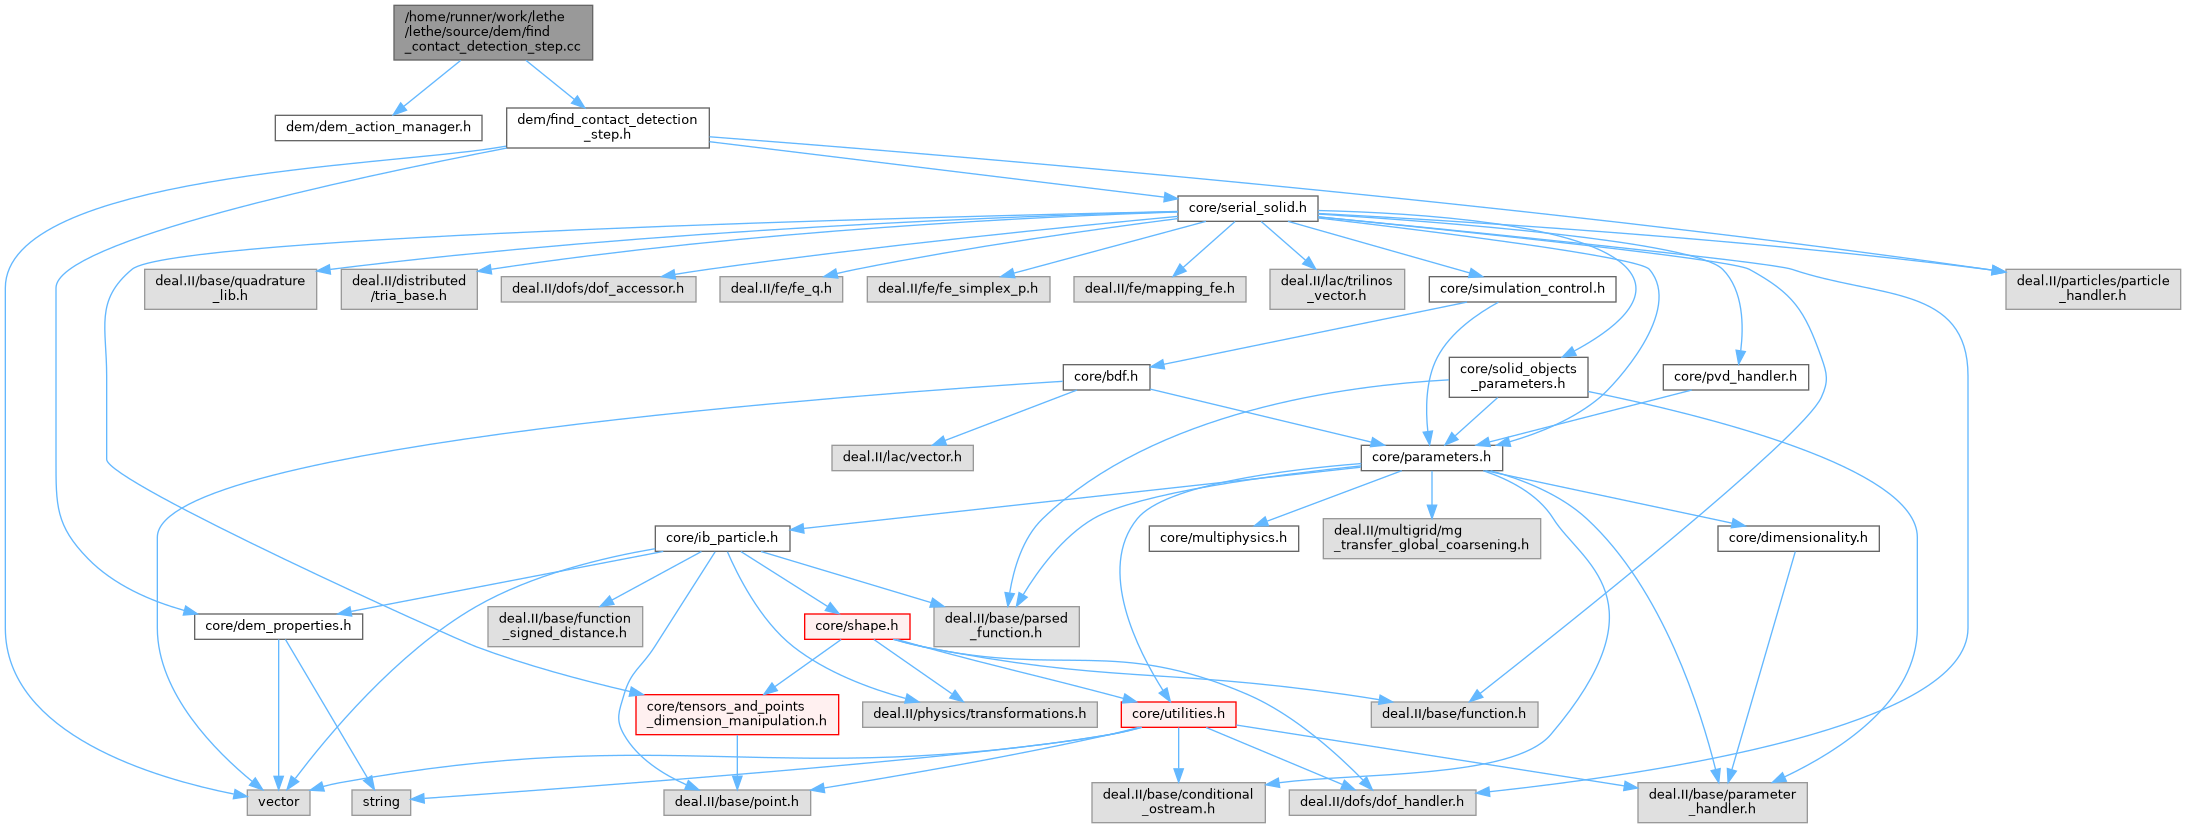 /home/runner/work/lethe
/lethe/source/dem/find
_contact_detection_step.cc
dem/dem_action_manager.h
dem/find_contact_detection
_step.h
core/serial_solid.h
deal.II/base/quadrature
_lib.h
deal.II/distributed
/tria_base.h
deal.II/dofs/dof_accessor.h
deal.II/fe/fe_q.h
deal.II/fe/fe_simplex_p.h
deal.II/fe/mapping_fe.h
deal.II/lac/trilinos
_vector.h
core/simulation_control.h
deal.II/particles/particle
_handler.h
core/bdf.h
core/solid_objects
_parameters.h
core/pvd_handler.h
deal.II/lac/vector.h
core/parameters.h
core/ib_particle.h
core/multiphysics.h
deal.II/multigrid/mg
_transfer_global_coarsening.h
core/dimensionality.h
core/dem_properties.h
deal.II/base/function
_signed_distance.h
core/shape.h
deal.II/base/parsed
_function.h
core/tensors_and_points
_dimension_manipulation.h
deal.II/physics/transformations.h
core/utilities.h
deal.II/base/function.h
vector
string
deal.II/base/point.h
deal.II/base/conditional
_ostream.h
deal.II/dofs/dof_handler.h
deal.II/base/parameter
_handler.h